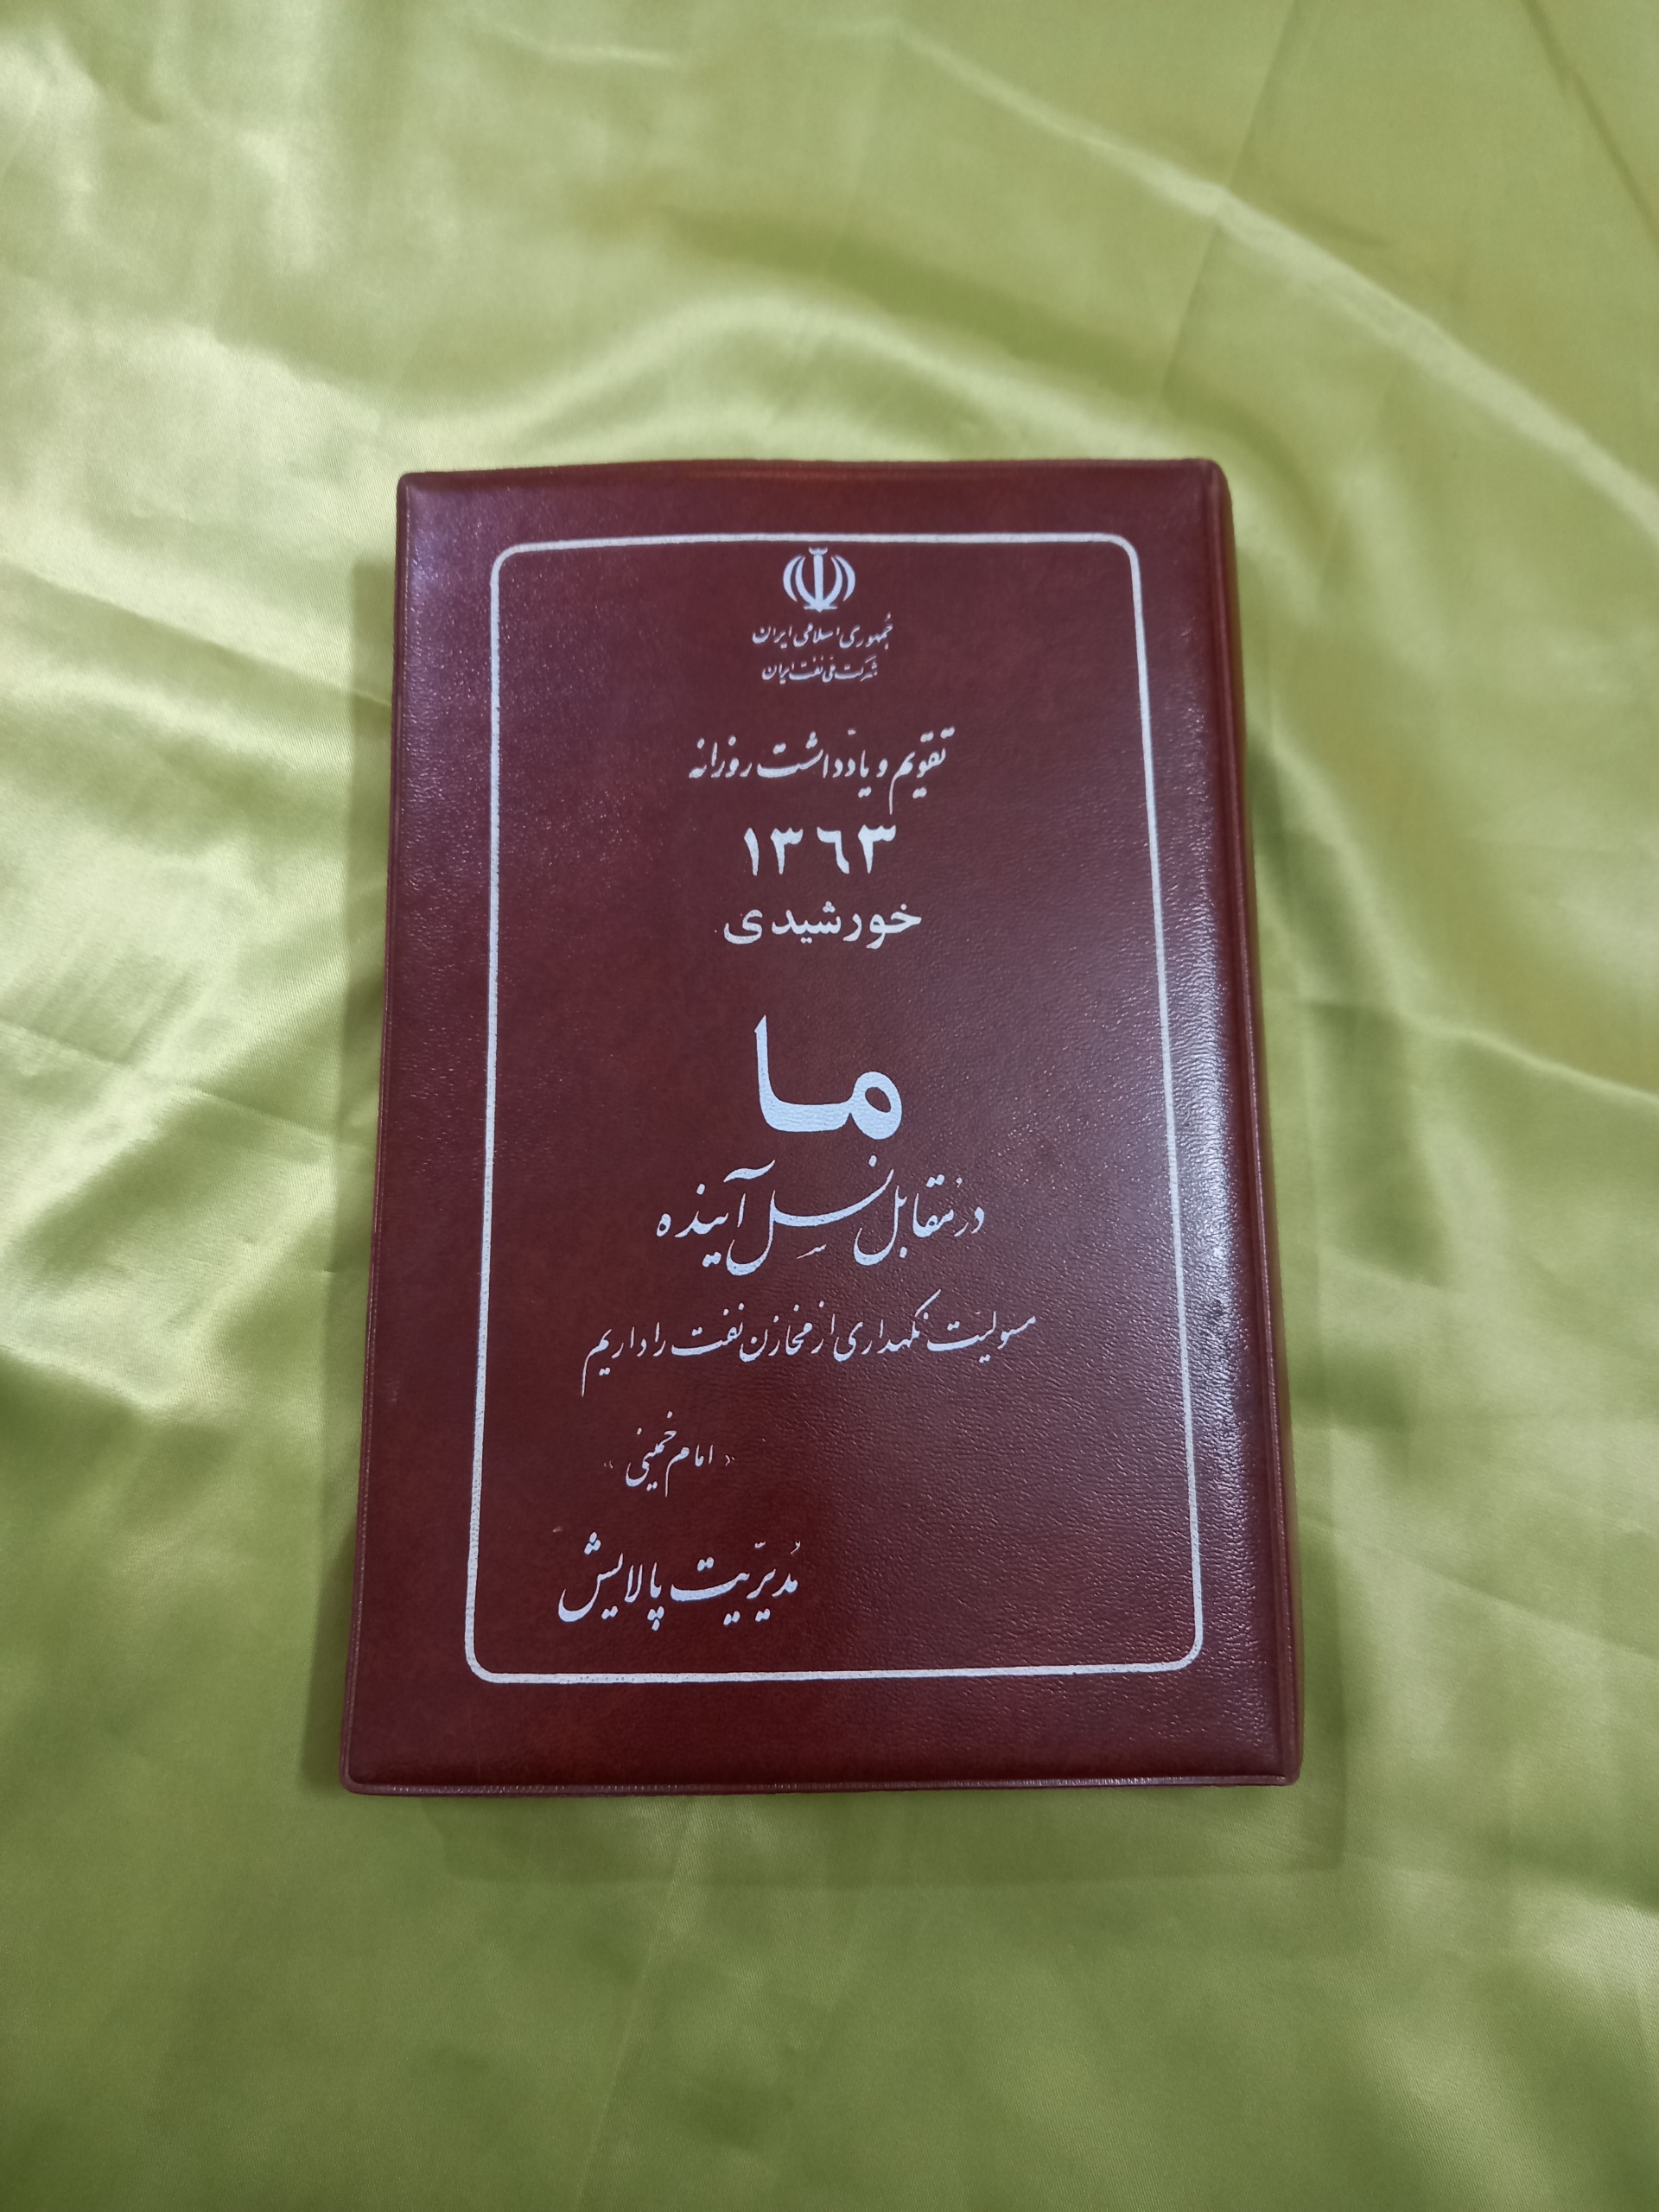 جمهوری اسلامی ایران
شرکت ملی نفت ایران
تقویم و یادداشت روزانه
۱۳٦۳
خورشیدی
ما
در مقابل نسل آینده
مسولیت نگهداری از مخازن نفت را داریم
«امام خمینی»
مدیریت پالایش